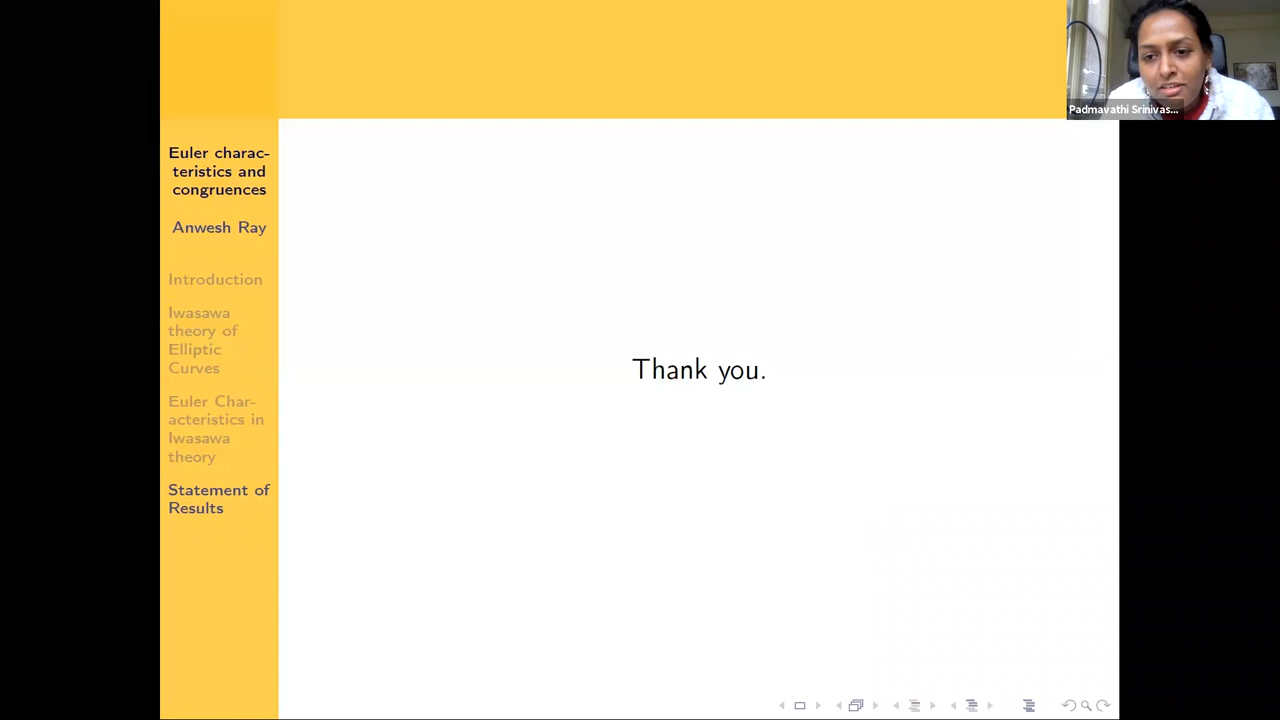 Padmavathi Srinivas...
Euler charac-
teristics and
congruences
Anwesh Ray
Introduction
Iwasawa
theory of
Elliptic
Curves
Euler Char-
acteristics in
Iwasawa
theory
Statement of
Results
Thank you.